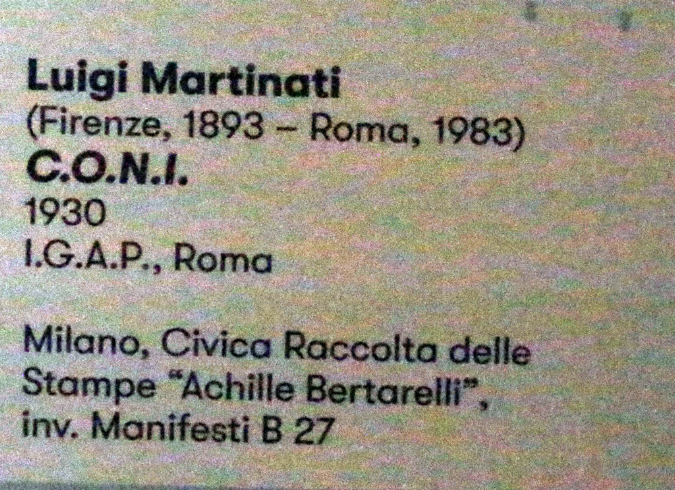 Luigi Martinati
(Firenze, 1893 – Roma, 1983)
C.O.N.I.
1930
I.G.A.P., Roma
Milano, Civica Raccolta delle
Stampe “Achille Bertarelli”,
inv. Manifesti B 27